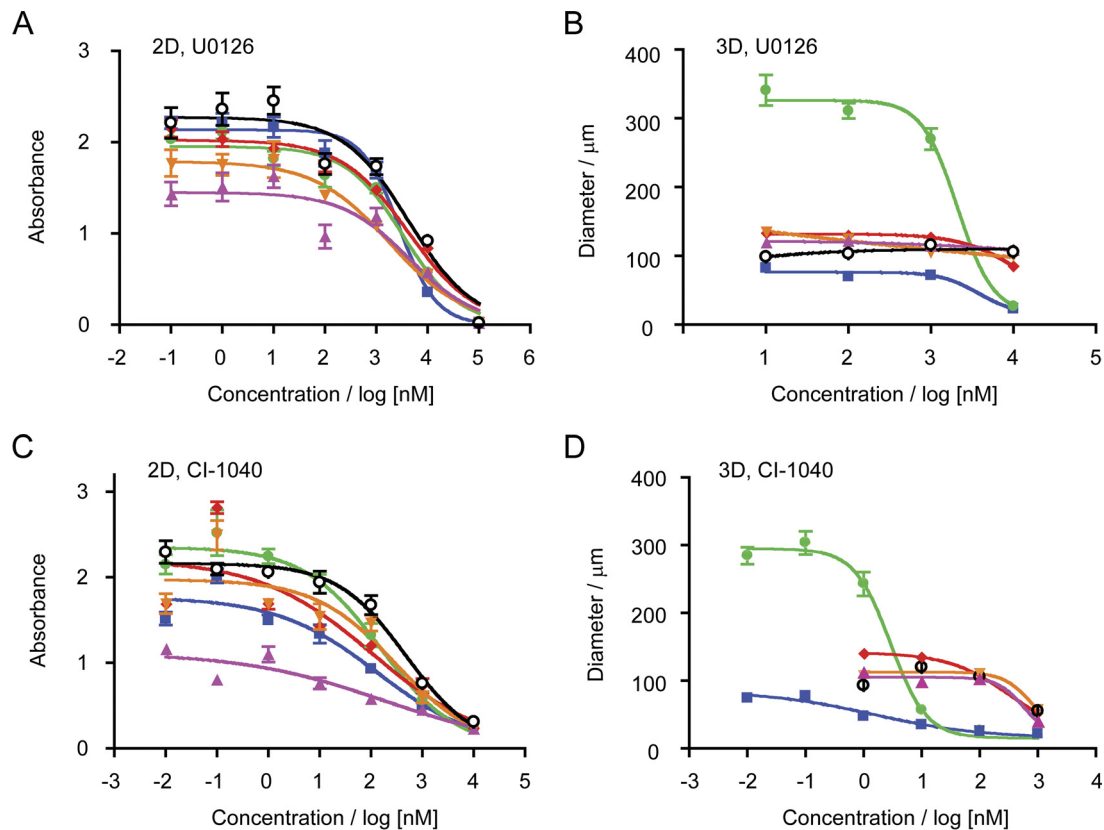 A
2D, U0126
3
2
1
0
Absorbance
-2 -1 0 1 2 3 4 5 6
Concentration / log [nM]
B
3D, U0126
400
300
200
100
0
Diameter / μm
1 2 3 4 5
Concentration / log [nM]
C
2D, CI-1040
3
2
1
0
Absorbance
-3 -2 -1 0 1 2 3 4 5
Concentration / log [nM]
D
3D, CI-1040
400
300
200
100
0
Diameter / μm
-3 -2 -1 0 1 2 3 4
Concentration / log [nM]